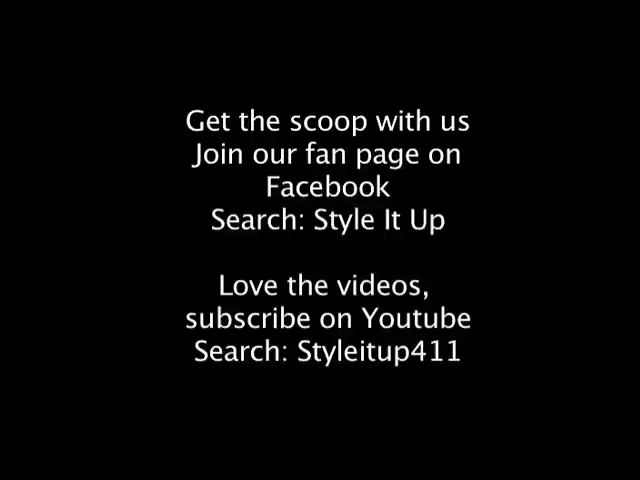 Get the scoop with us
Join our fan page on
Facebook
Search: Style It Up
Love the videos,
subscribe on Youtube
Search: Styleitup411